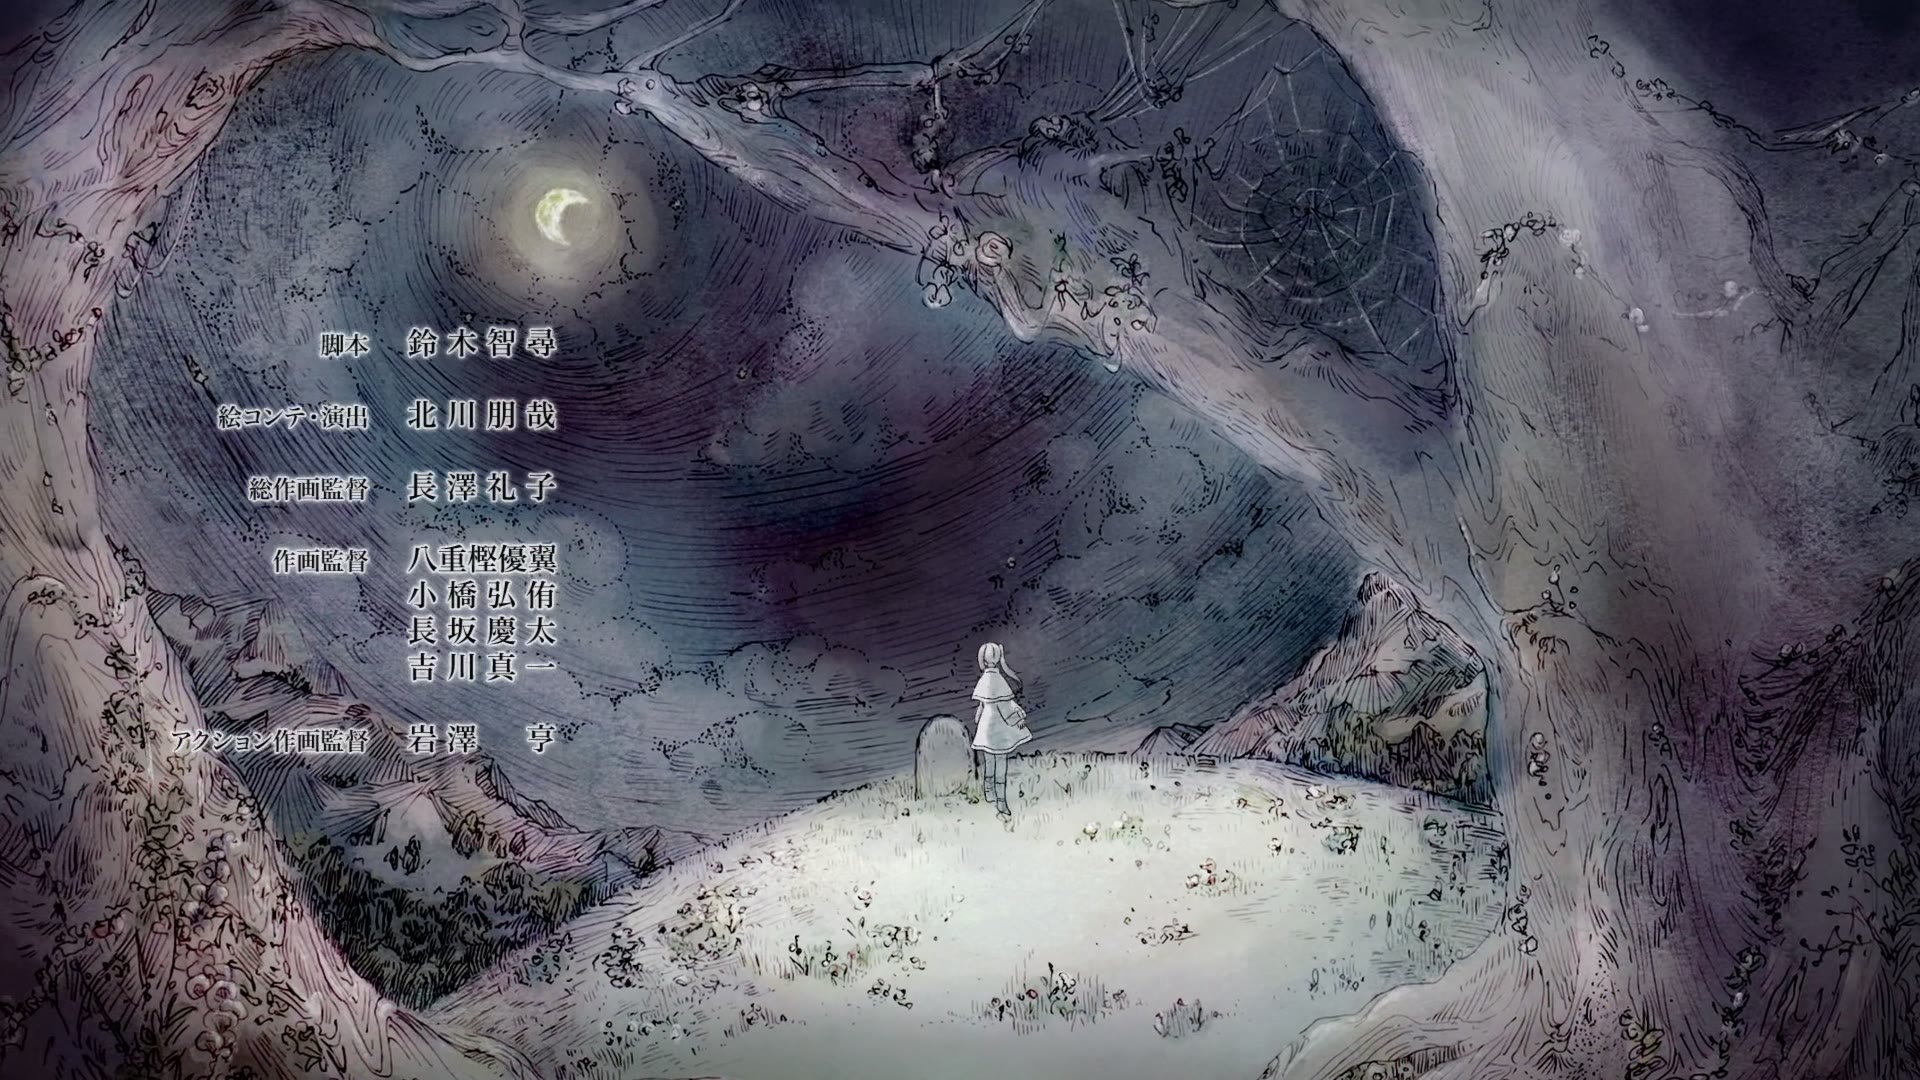 脚本 鈴木智尋
絵コンテ・演出 北川朋哉
総作画監督 長澤礼子
作画監督 八重樫優翼
小橋弘侑
長坂慶太
吉川真一
アクション作画監督 岩澤 亨